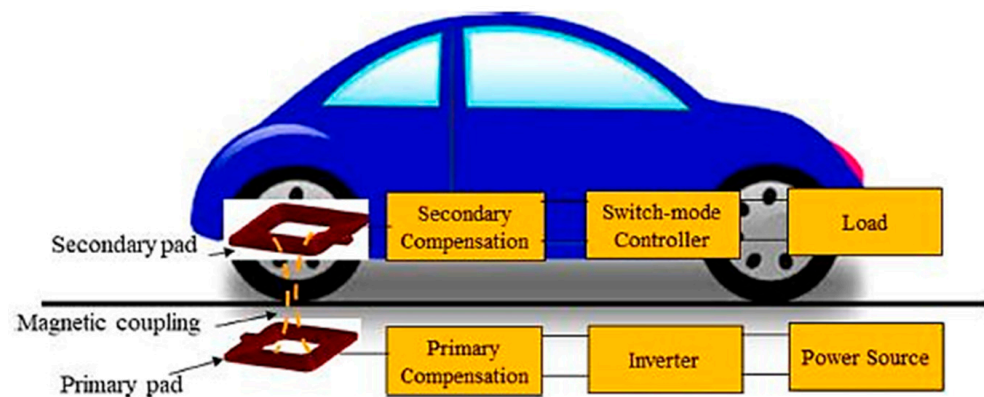 Secondary pad
Secondary
Compensation
Switch-mode
Controller
Load
Magnetic coupling
Primary pad
Primary
Compensation
Inverter
Power Source